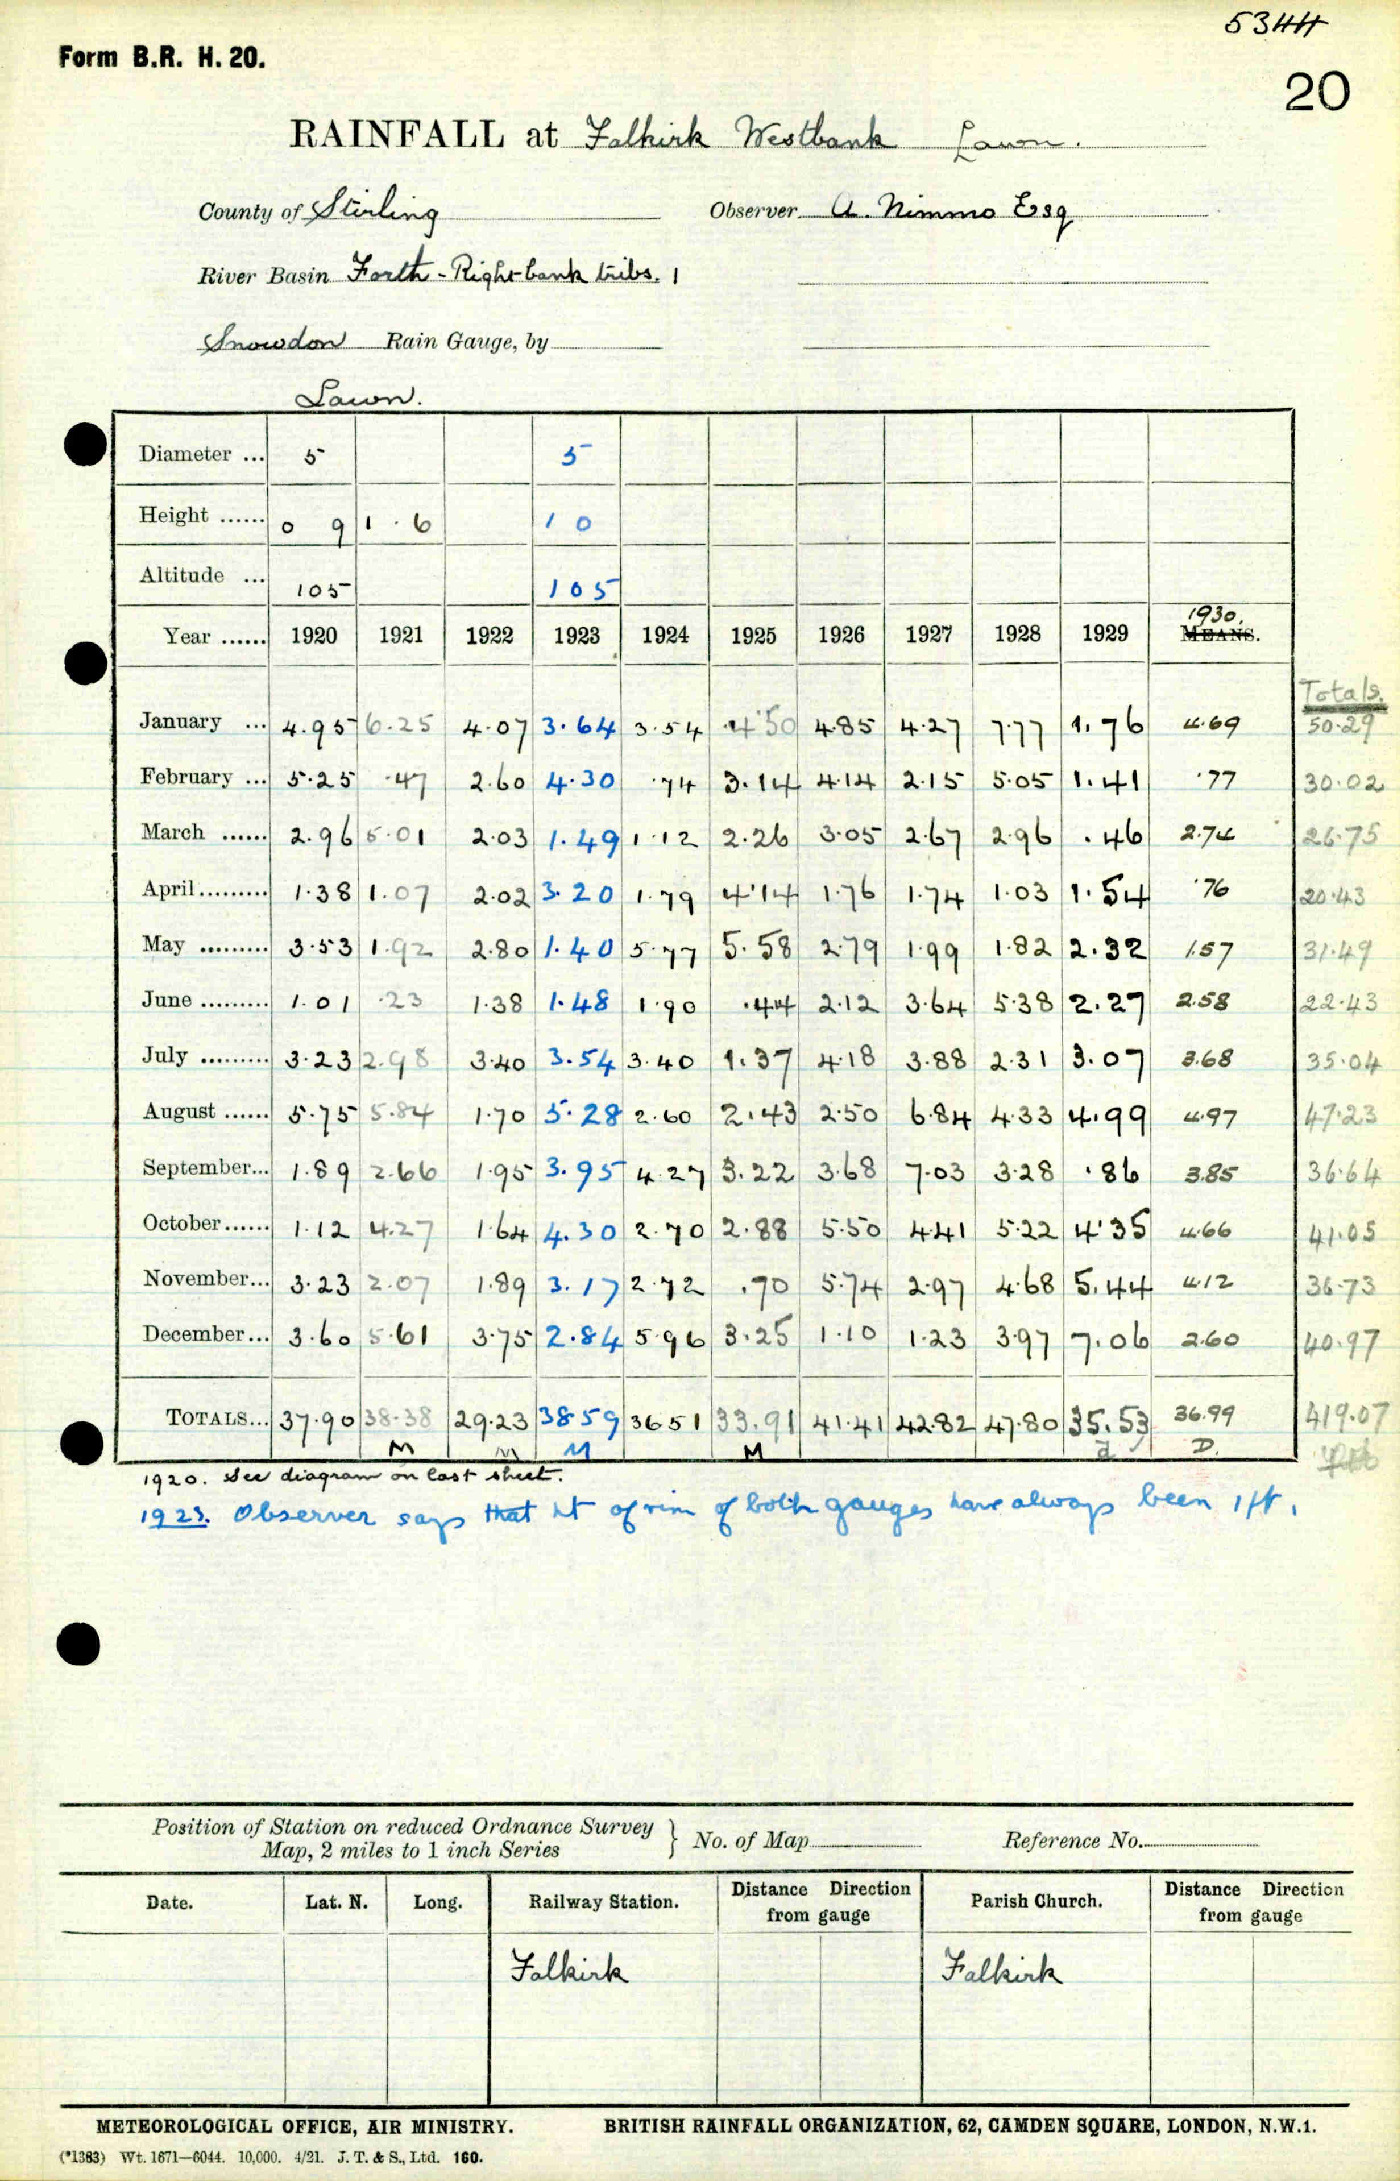 5344
Form B.R. H. 20.
20
RAINFALL at Falkirk Westbank Lawn.
County of Stirling Observer A. Nimmo Esq
River Basin Forth - Right bank tribs. 1
Snowdon Rain Gauge, by
Lawn.
Diameter ... 5 5
Height ...... 0 9 1 . 6 1 0
Altitude ... 105 105
Year ...... 1920 1921 1922 1923 1924 1925 1926 1927 1928 1929 1930. MEANS.
Totals.
January ... 4.95 6.25 4.07 3.64 3.54 4.50 4.85 4.27 7.77 1.76 4.69 50.29
February ... 5.25 .47 2.60 4.30 .74 3.14 4.14 2.15 5.05 1.41 .77 30.02
March ...... 2.96 5.01 2.03 1.49 1.12 2.26 3.05 2.67 2.96 .46 2.74 26.75
April ......... 1.38 1.07 2.02 3.20 1.79 4.14 1.76 1.74 1.03 1.54 .76 20.43
May ......... 3.53 1.92 2.80 1.40 5.77 5.58 2.79 1.99 1.82 2.32 1.57 31.49
June ......... 1.01 .23 1.38 1.48 1.90 .44 2.12 3.64 5.38 2.27 2.58 22.43
July ......... 3.23 2.98 3.40 3.54 3.40 1.37 4.18 3.88 2.31 3.07 3.68 35.04
August ...... 5.75 5.84 1.70 5.28 2.60 2.43 2.50 6.84 4.33 4.99 4.97 47.23
September... 1.89 2.66 1.95 3.95 4.27 3.22 3.68 7.03 3.28 .86 3.85 36.64
October ...... 1.12 4.27 1.64 4.30 2.70 2.88 5.50 4.41 5.22 4.35 4.66 41.05
November... 3.23 2.07 1.89 3.17 2.72 .70 5.74 2.97 4.68 5.44 4.12 36.73
December ... 3.60 5.61 3.75 2.84 5.96 3.25 1.10 1.23 3.97 7.06 2.60 40.97
TOTALS... 37.90 38.38 29.23 38.59 36.51 33.91 41.41 42.82 47.80 35.53 36.99 419.07
M M M M d D.
1920. See diagram on last sheet.
1923. Observer says that ht of rim of both gauges have always been 1 ft.
Position of Station on reduced Ordnance Survey
Map, 2 miles to 1 inch Series } No. of Map Reference No.
Date. Lat. N. Long. Railway Station. Distance Direction from gauge Parish Church. Distance Direction from gauge
Falkirk Falkirk
METEOROLOGICAL OFFICE, AIR MINISTRY. BRITISH RAINFALL ORGANIZATION, 62, CAMDEN SQUARE, LONDON, N.W.1.
(*1383) Wt. 1671—6044. 10,000. 4/21. J. T. & S., Ltd. 160.